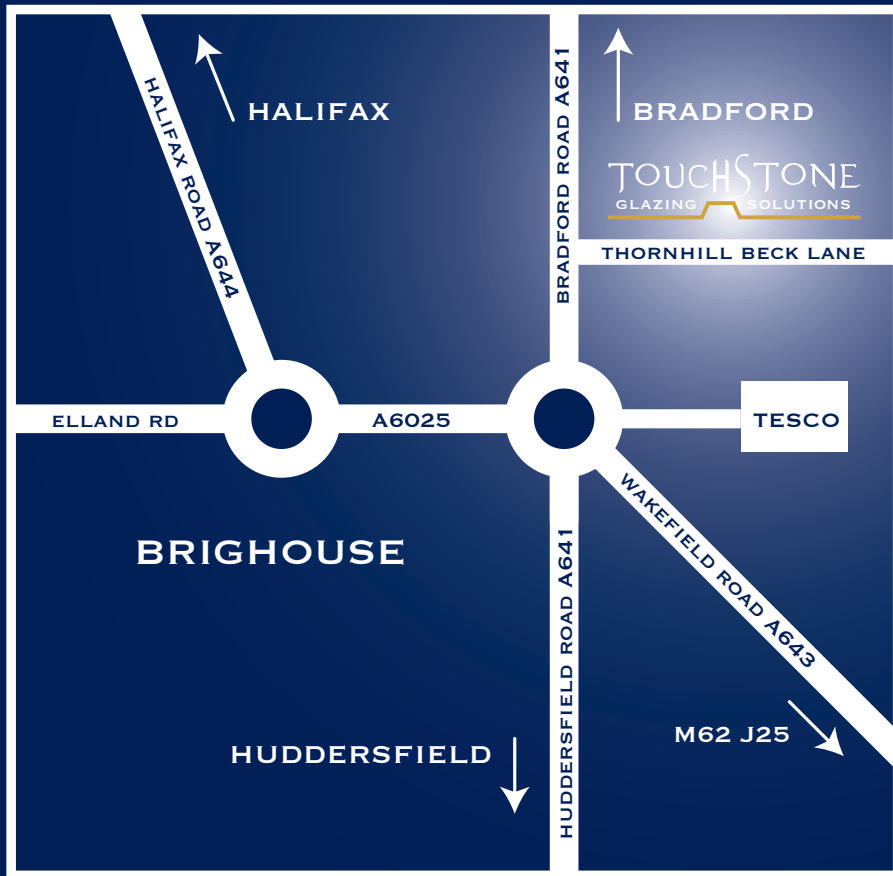 HALIFAX
BRADFORD
HALIFAX ROAD A644
BRADFORD ROAD A641
TOUCHSTONE
GLAZING SOLUTIONS
THORNHILL BECK LANE
ELLAND RD
A6025
TESCO
BRIGHOUSE
WAKEFIELD ROAD A643
HUDDERSFIELD ROAD A641
M62 J25
HUDDERSFIELD